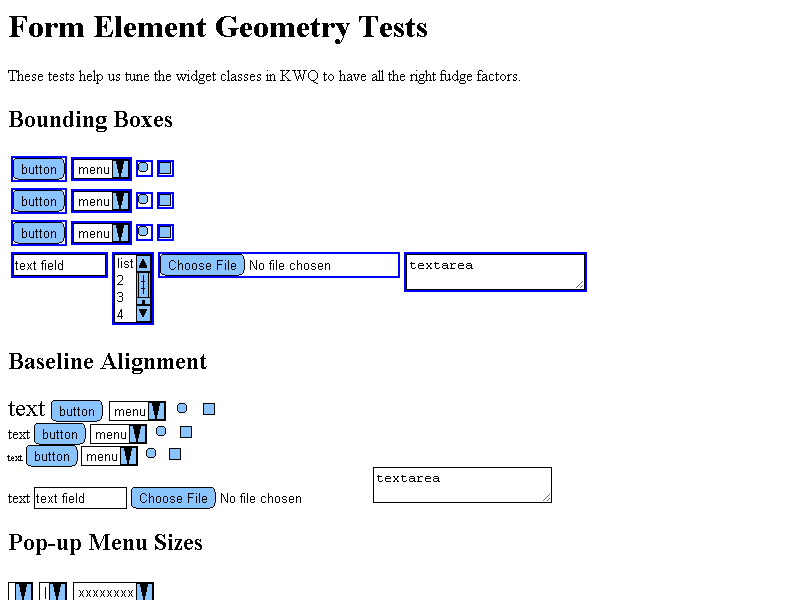 Form Element Geometry Tests
These tests help us tune the widget classes in KWQ to have all the right fudge factors.
Bounding Boxes
button menu
button menu
button menu
text field list Choose File No file chosen textarea
2
3
4
Baseline Alignment
text button menu
text button menu
text button menu
textarea
text text field Choose File No file chosen
Pop-up Menu Sizes
| xxxxxxxx